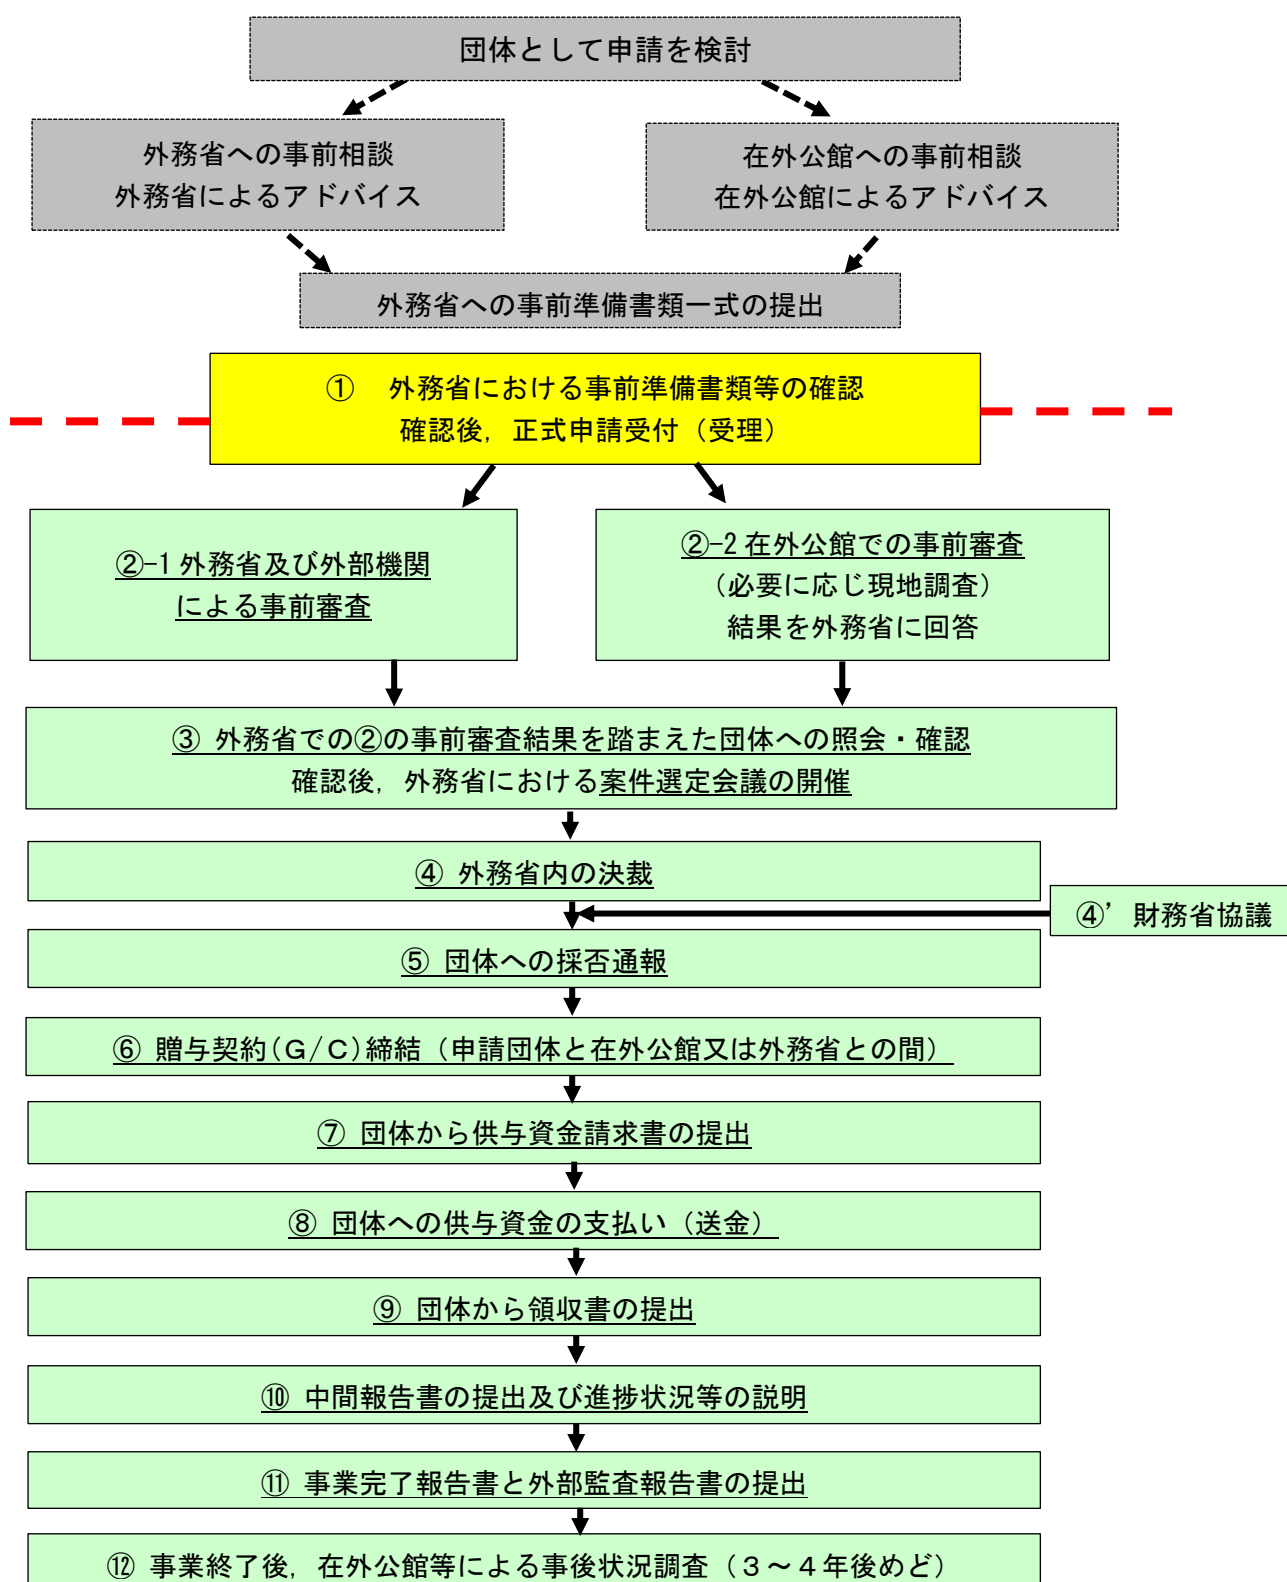 団体として申請を検討
外務省への事前相談
外務省によるアドバイス
在外公館への事前相談
在外公館によるアドバイス
外務省への事前準備書類一式の提出
① 外務省における事前準備書類等の確認
確認後，正式申請受付（受理）
②-1 外務省及び外部機関
による事前審査
②-2 在外公館での事前審査
（必要に応じ現地調査）
結果を外務省に回答
③ 外務省での②の事前審査結果を踏まえた団体への照会・確認
確認後，外務省における案件選定会議の開催
④ 外務省内の決裁
④’ 財務省協議
⑤ 団体への採否通報
⑥ 贈与契約(Ｇ/Ｃ)締結（申請団体と在外公館又は外務省との間）
⑦ 団体から供与資金請求書の提出
⑧ 団体への供与資金の支払い（送金）
⑨ 団体から領収書の提出
⑩ 中間報告書の提出及び進捗状況等の説明
⑪ 事業完了報告書と外部監査報告書の提出
⑫ 事業終了後，在外公館等による事後状況調査（３～４年後めど）